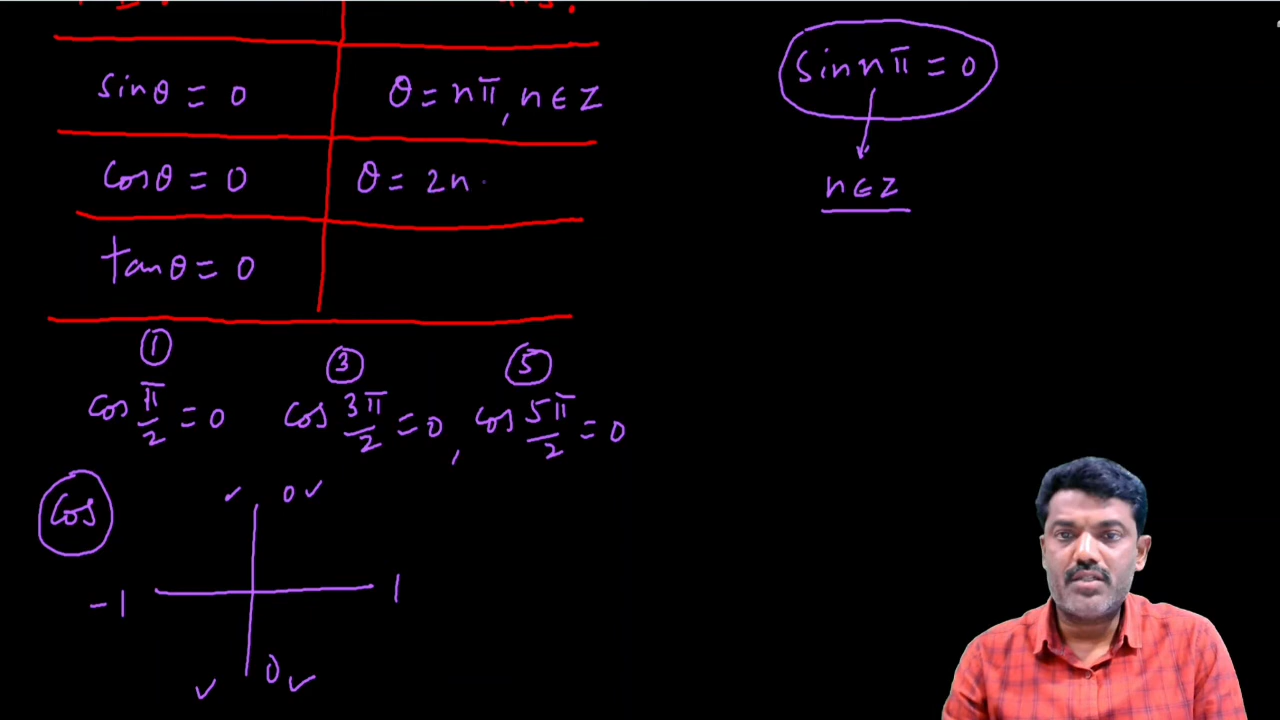 sinθ = 0 θ = nπ, n ∈ Z
cosθ = 0 θ = 2n
tanθ = 0
sin nπ = 0
n ∈ Z
① ③ ⑤
cos π/2 = 0 cos 3π/2 = 0, cos 5π/2 = 0
cos
✓ 0 ✓
-1 1
✓ 0 ✓